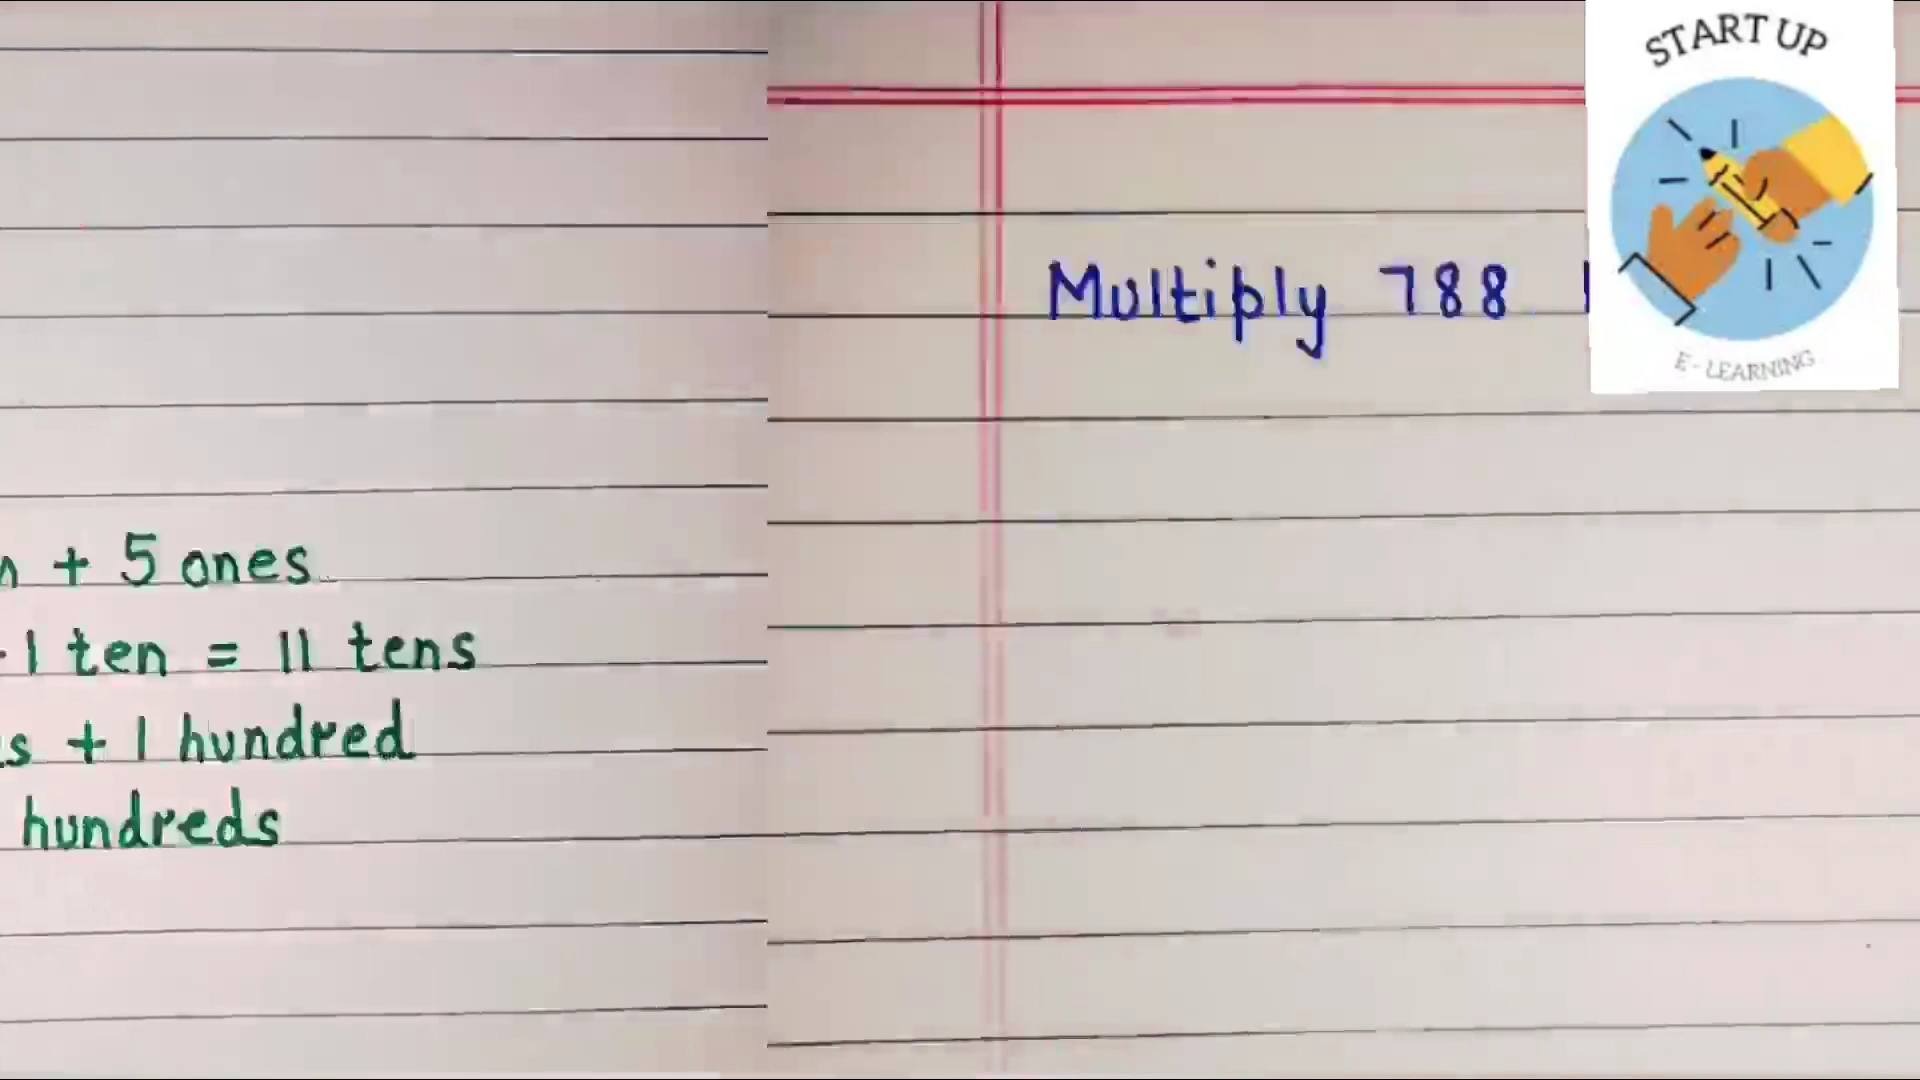 + 5 ones
1 ten = 11 tens
+ 1 hundred
hundreds
Multiply 788
START UP
E-LEARNING